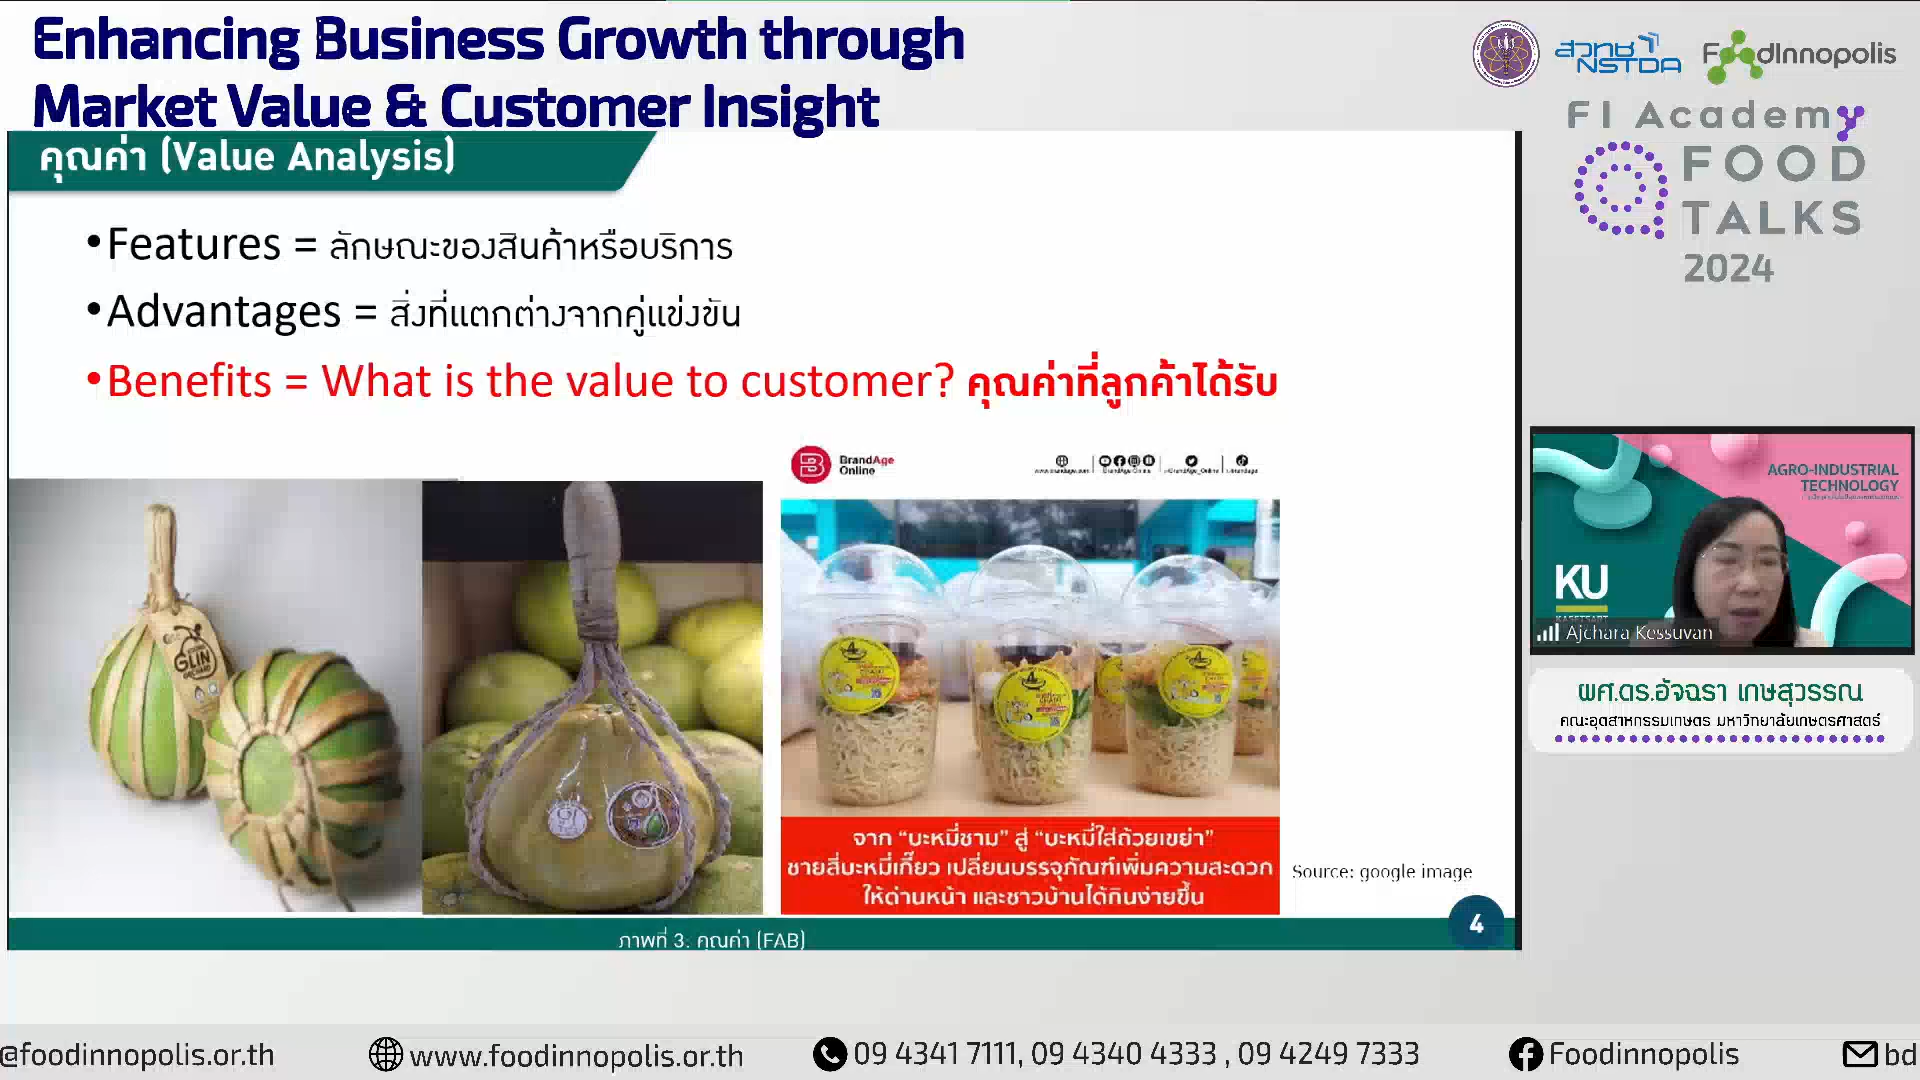 Enhancing Business Growth through
Market Value & Customer Insight
สวทช
NSTDA
FoodInnopolis
FI Academy
FOOD
TALKS
2024
คุณค่า (Value Analysis)
•Features = ลักษณะของสินค้าหรือบริการ
•Advantages = สิ่งที่แตกต่างจากคู่แข่งขัน
•Benefits = What is the value to customer? คุณค่าที่ลูกค้าได้รับ
BrandAge
Online
GLIN
จาก “บะหมี่ชาม” สู่ “บะหมี่ใส่ถ้วยเขย่า”
ชายสี่บะหมี่เกี๊ยว เปลี่ยนบรรจุภัณฑ์เพิ่มความสะดวก
ให้ด่านหน้า และชาวบ้านได้กินง่ายขึ้น
Source: google image
4
ภาพที่ 3: คุณค่า (FAB)
AGRO-INDUSTRIAL
TECHNOLOGY
KU
KASETSART
Ajchara Kessuvan
ผศ.ดร.อัจฉรา เกษสุวรรณ
คณะอุตสาหกรรมเกษตร มหาวิทยาลัยเกษตรศาสตร์
@foodinnopolis.or.th
www.foodinnopolis.or.th
09 4341 7111, 09 4340 4333 , 09 4249 7333
Foodinnopolis
bd